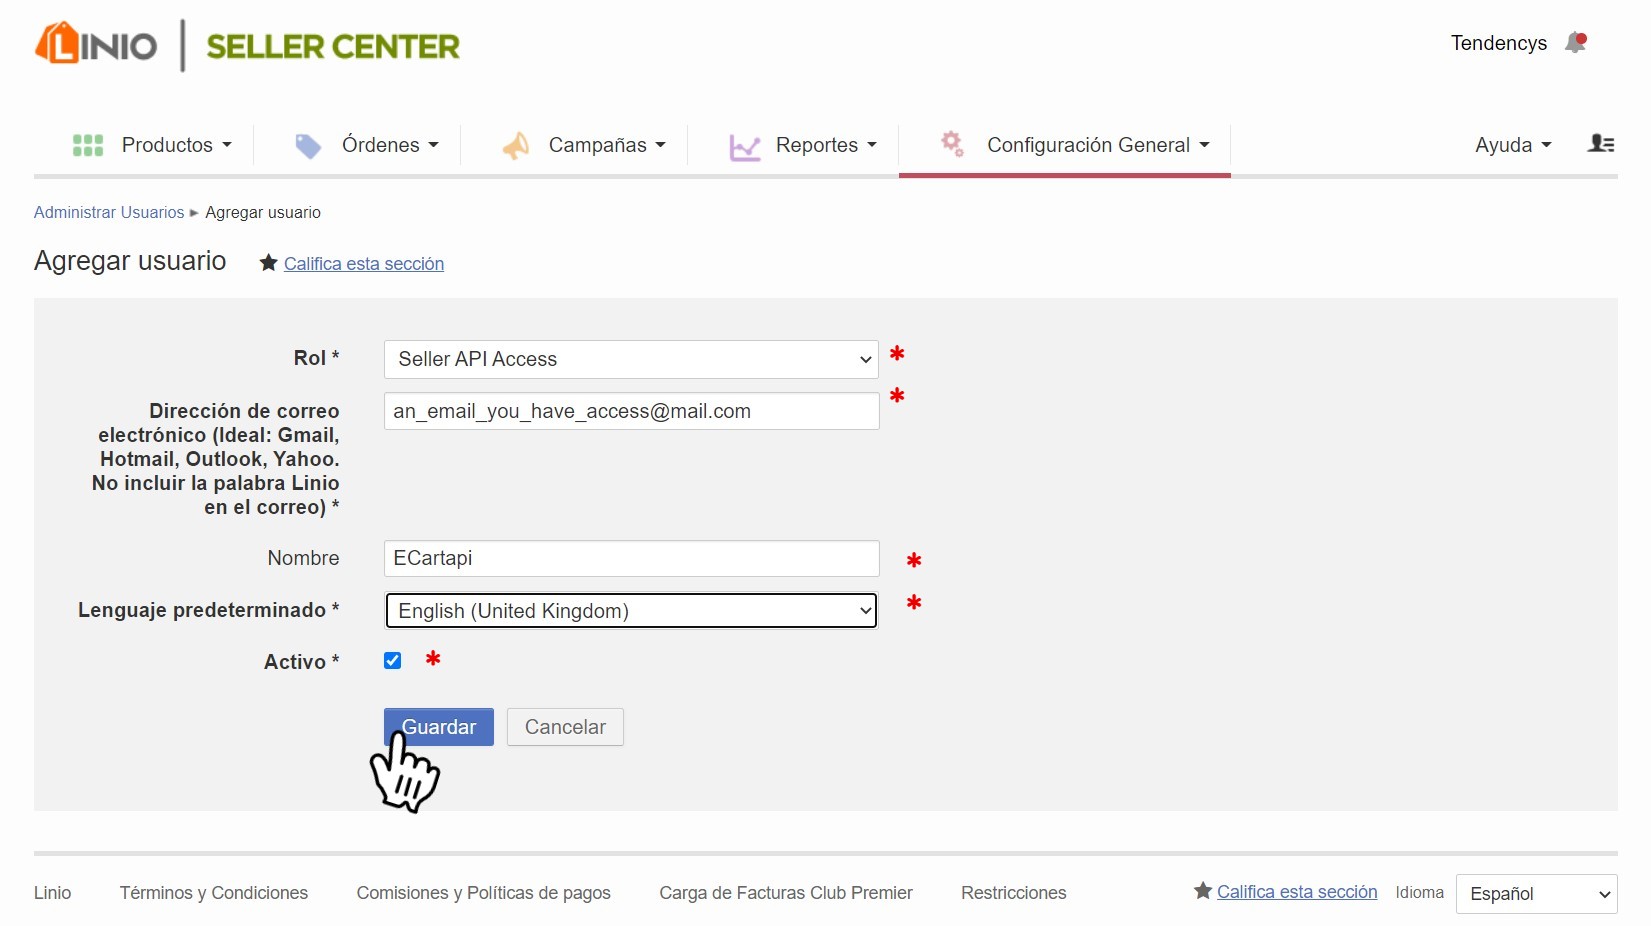 LINIO | SELLER CENTER
Tendencys
Productos
Órdenes
Campañas
Reportes
Configuración General
Ayuda
Administrar Usuarios ▸ Agregar usuario
Agregar usuario
Califica esta sección
Rol *
Seller API Access
*
Dirección de correo
electrónico (Ideal: Gmail,
Hotmail, Outlook, Yahoo.
No incluir la palabra Linio
en el correo) *
an_email_you_have_access@mail.com
*
Nombre
ECartapi
*
Lenguaje predeterminado *
English (United Kingdom)
*
Activo *
*
Guardar
Cancelar
Linio
Términos y Condiciones
Comisiones y Políticas de pagos
Carga de Facturas Club Premier
Restricciones
Califica esta sección
Idioma
Español